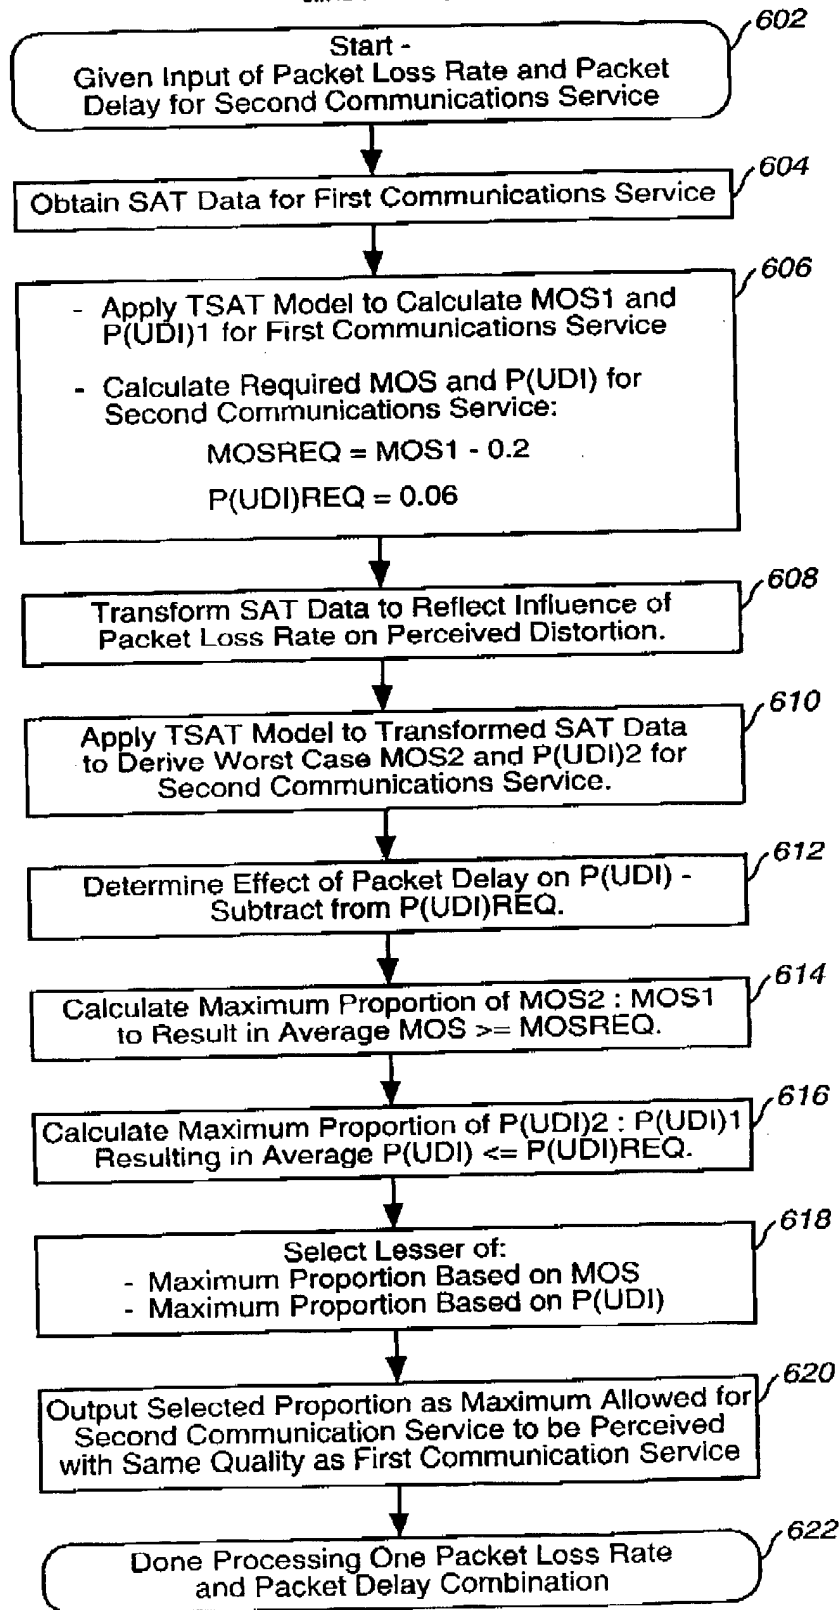 602
Start -
Given Input of Packet Loss Rate and Packet
Delay for Second Communications Service
604
Obtain SAT Data for First Communications Service
606
- Apply TSAT Model to Calculate MOS1 and
P(UDI)1 for First Communications Service
- Calculate Required MOS and P(UDI) for
Second Communications Service:
MOSREQ = MOS1 - 0.2
P(UDI)REQ = 0.06
608
Transform SAT Data to Reflect Influence of
Packet Loss Rate on Perceived Distortion.
610
Apply TSAT Model to Transformed SAT Data
to Derive Worst Case MOS2 and P(UDI)2 for
Second Communications Service.
612
Determine Effect of Packet Delay on P(UDI) -
Subtract from P(UDI)REQ.
614
Calculate Maximum Proportion of MOS2 : MOS1
to Result in Average MOS >= MOSREQ.
616
Calculate Maximum Proportion of P(UDI)2 : P(UDI)1
Resulting in Average P(UDI) <= P(UDI)REQ.
618
Select Lesser of:
- Maximum Proportion Based on MOS
- Maximum Proportion Based on P(UDI)
620
Output Selected Proportion as Maximum Allowed for
Second Communication Service to be Perceived
with Same Quality as First Communication Service
622
Done Processing One Packet Loss Rate
and Packet Delay Combination